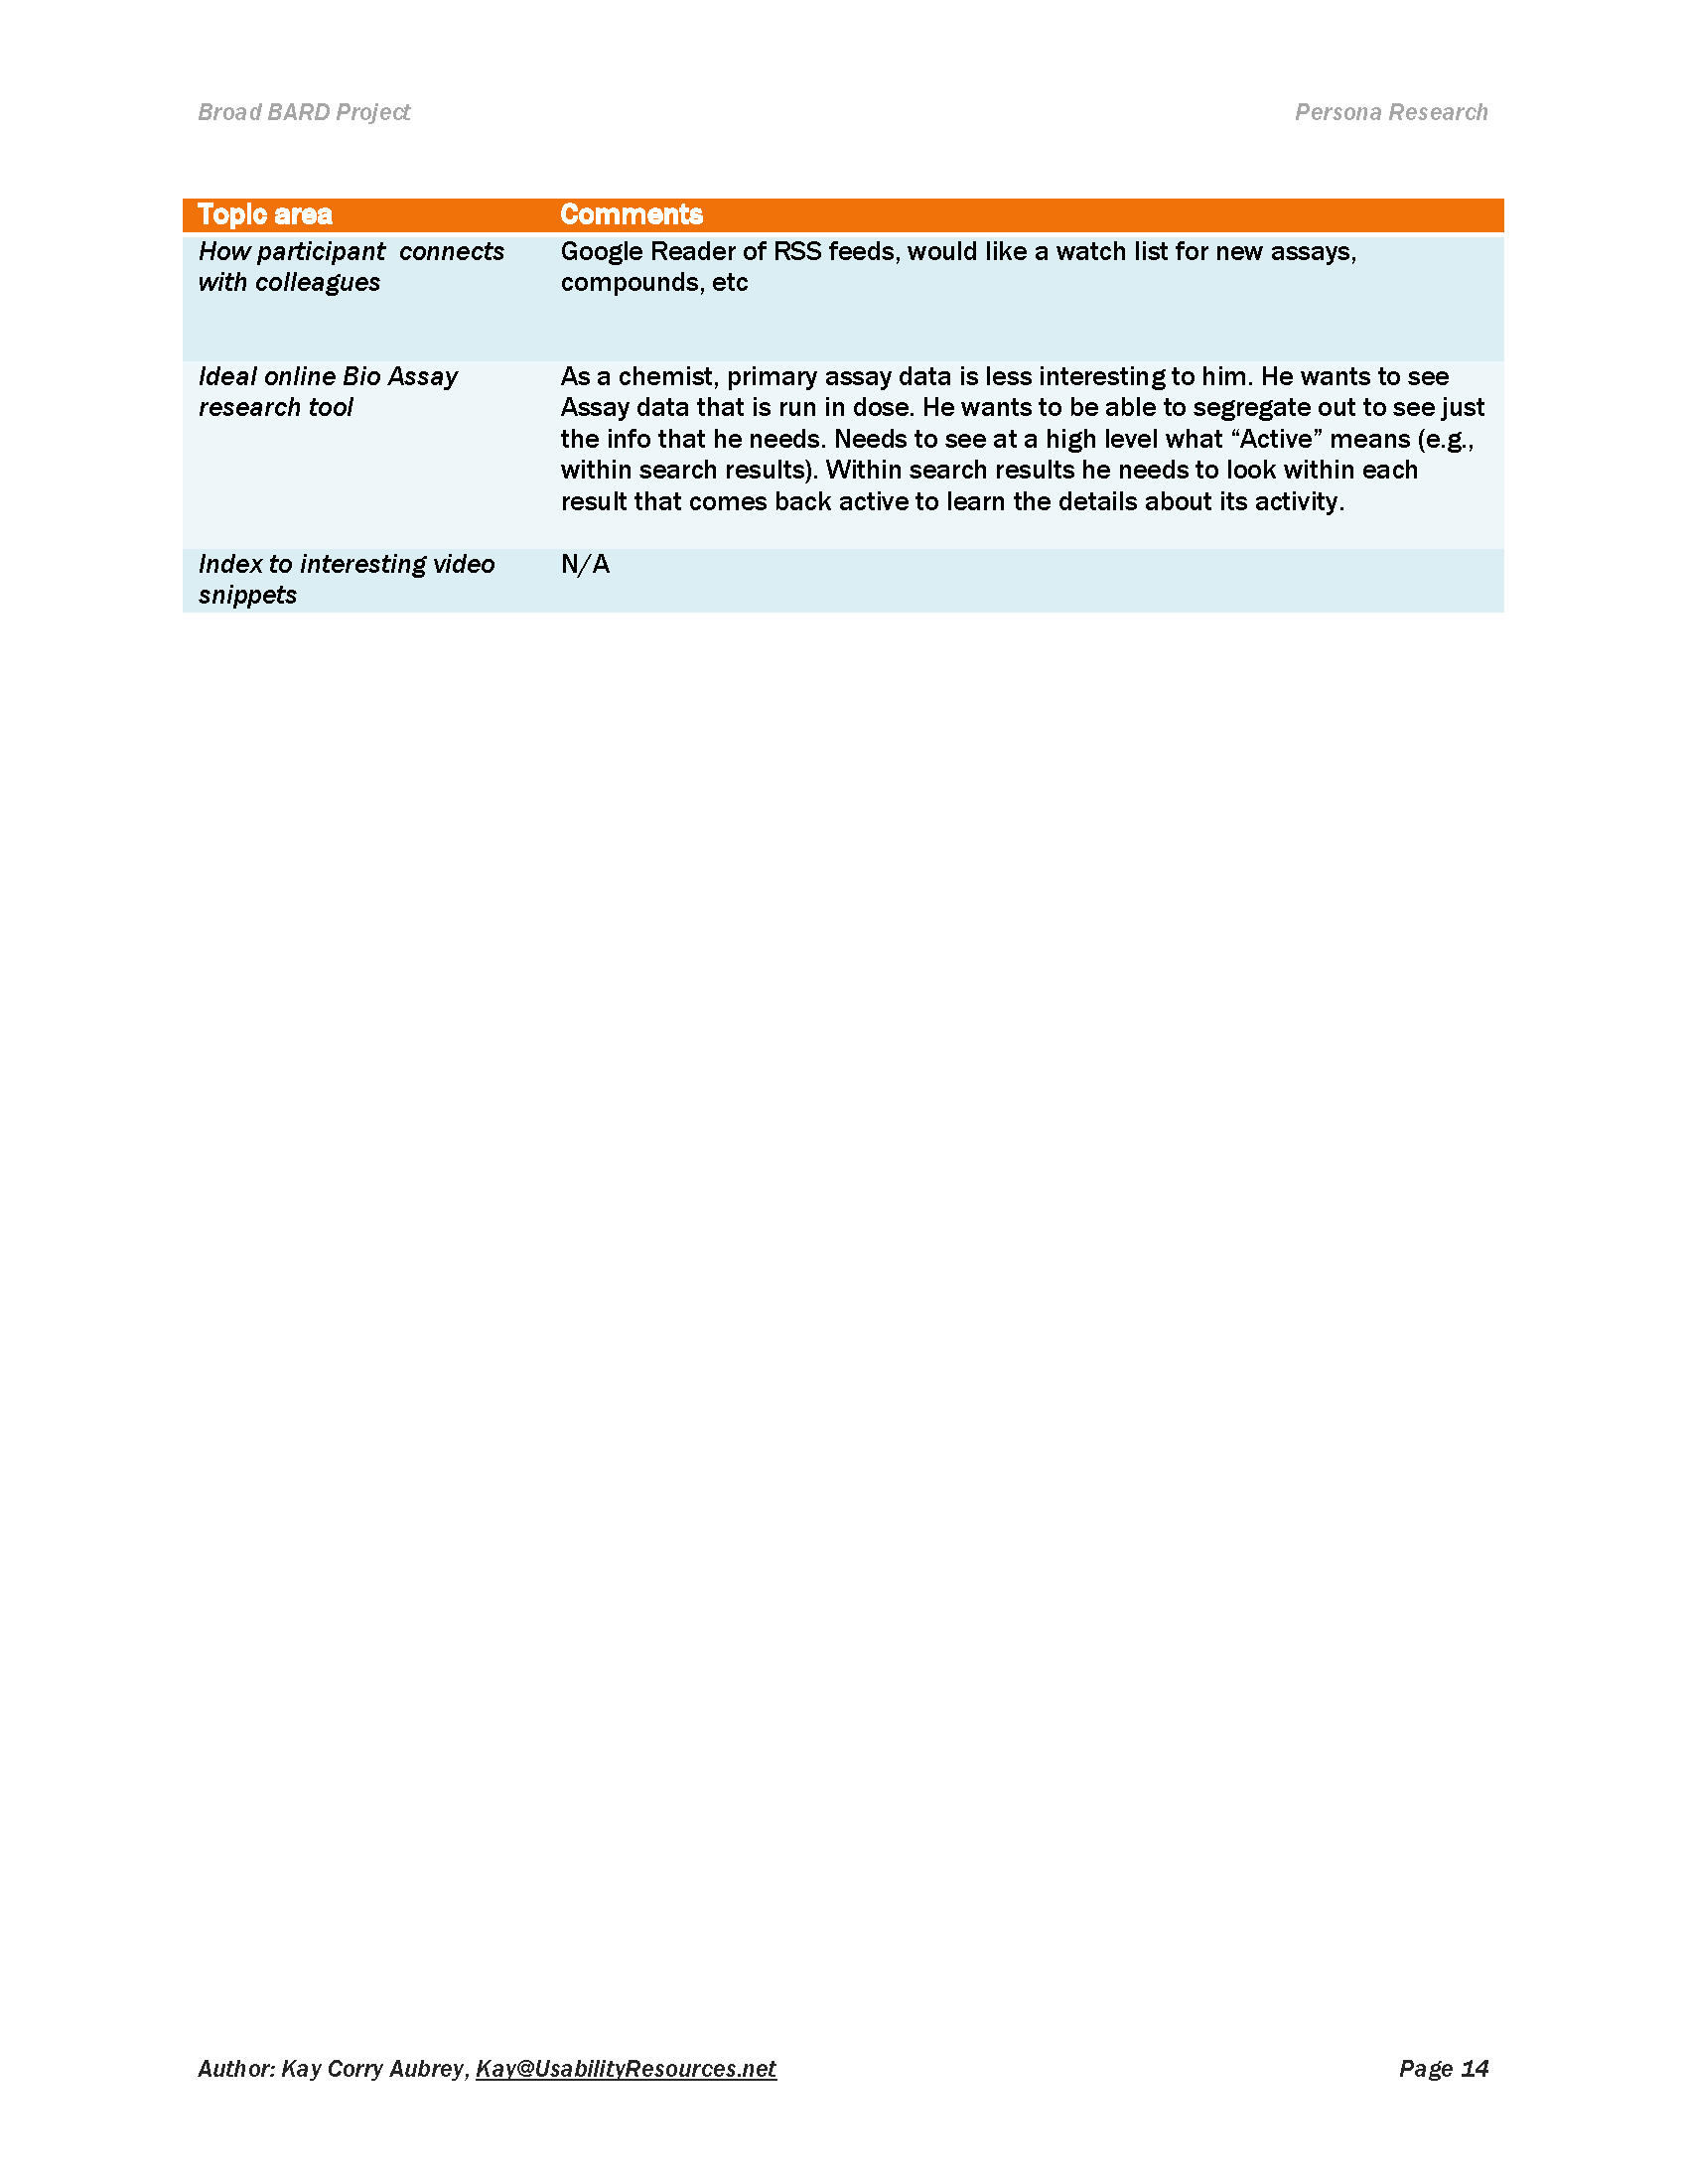 Broad BARD Project Persona Research
Topic area Comments
How participant  connects
with colleagues
Google Reader of RSS feeds, would like a watch list for new assays,
compounds, etc
Ideal online Bio Assay
research tool
As a chemist, primary assay data is less interesting to him. He wants to see
Assay data that is run in dose. He wants to be able to segregate out to see just
the info that he needs. Needs to see at a high level what “Active” means (e.g.,
within search results). Within search results he needs to look within each
result that comes back active to learn the details about its activity.
Index to interesting video
snippets
N/A
Author: Kay Corry Aubrey, Kay@UsabilityResources.net Page 14